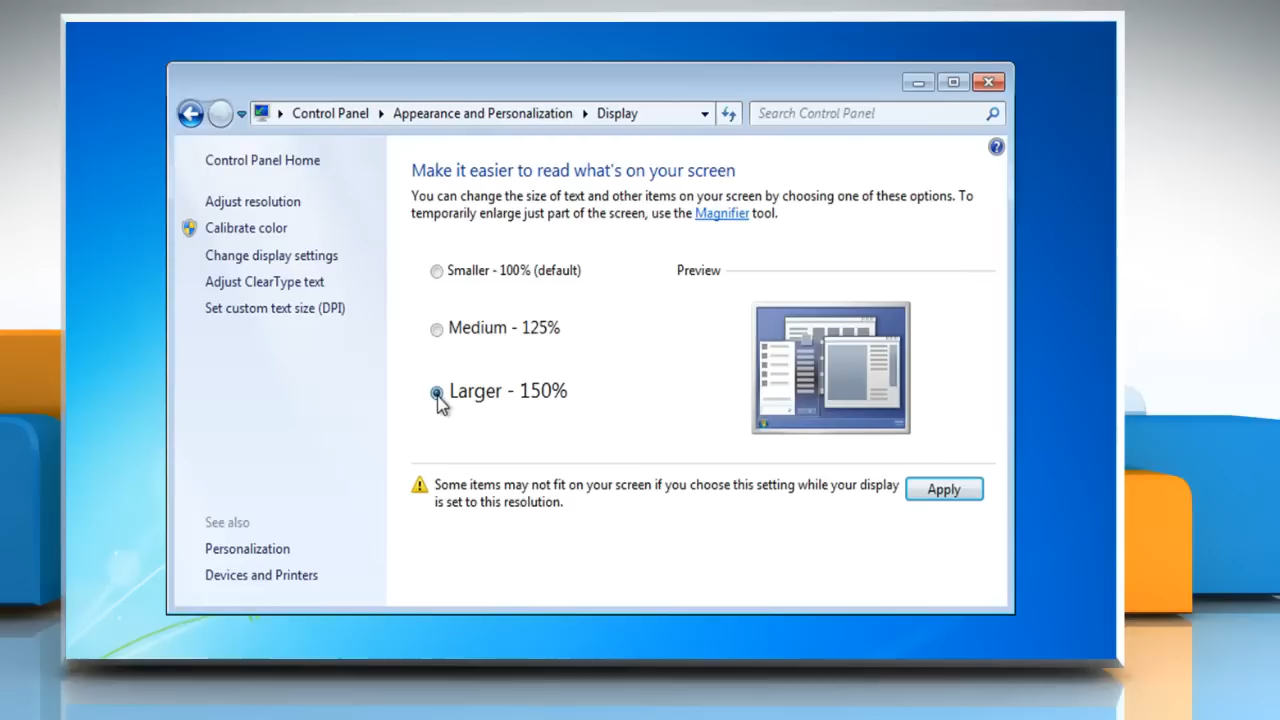 Control Panel
Appearance and Personalization
Display
Search Control Panel
Control Panel Home
Adjust resolution
Calibrate color
Change display settings
Adjust ClearType text
Set custom text size (DPI)
See also
Personalization
Devices and Printers
Make it easier to read what's on your screen
You can change the size of text and other items on your screen by choosing one of these options. To
temporarily enlarge just part of the screen, use the Magnifier tool.
Smaller - 100% (default)
Preview
Medium - 125%
Larger - 150%
Some items may not fit on your screen if you choose this setting while your display
is set to this resolution.
Apply